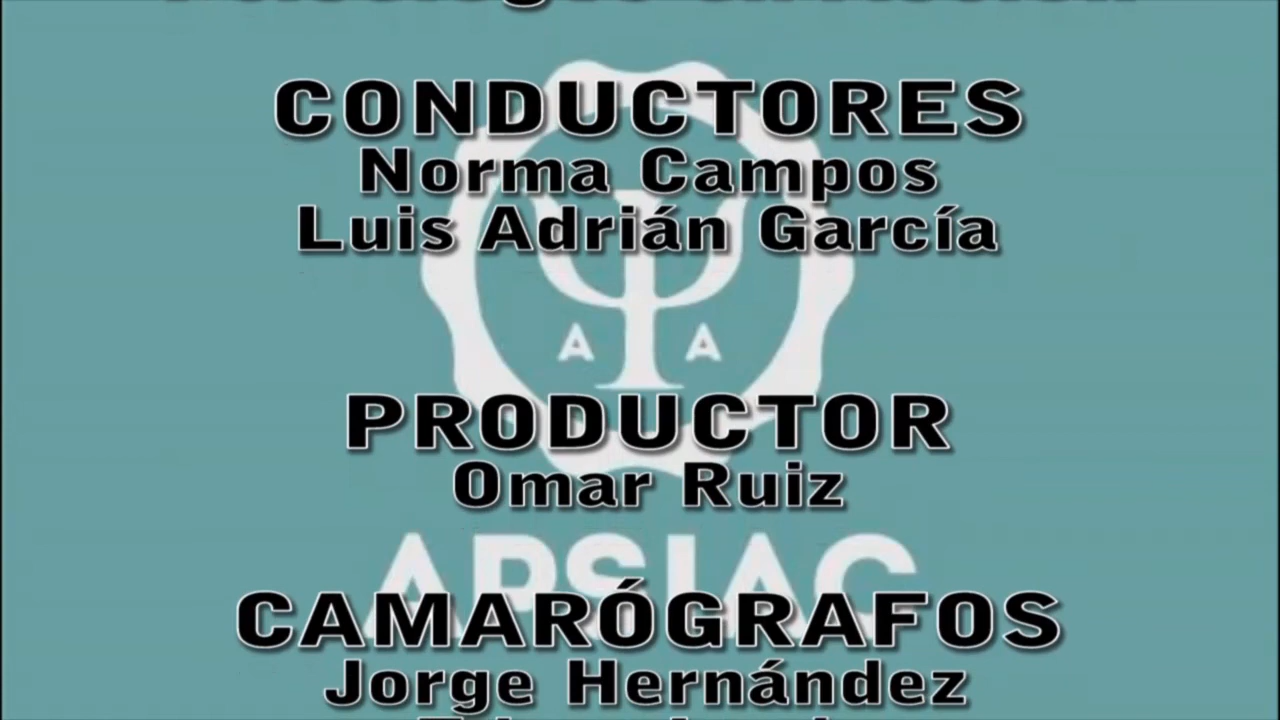 CONDUCTORES
Norma Campos
Luis Adrián García
A A
PRODUCTOR
Omar Ruiz
APSIAC
CAMARÓGRAFOS
Jorge Hernández